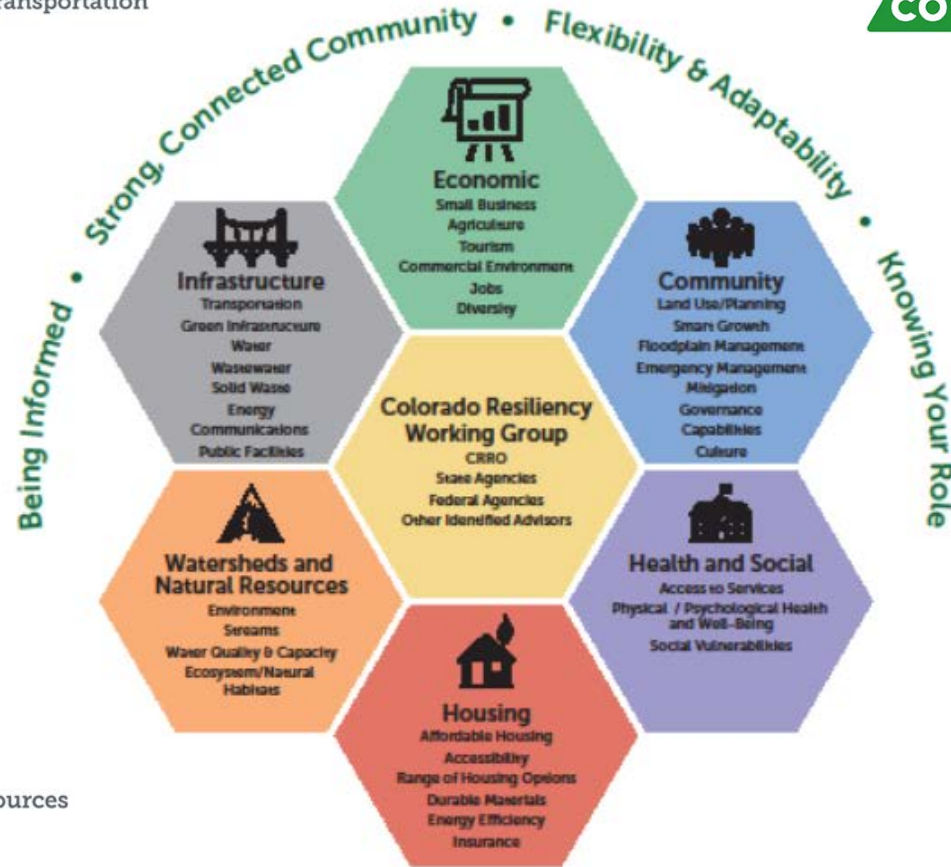 ansportation
CO
Being Informed • Strong, Connected Community • Flexibility & Adaptability • Knowing Your Role
Economic
Small Business
Agriculture
Tourism
Commercial Environment
Jobs
Diversity
Infrastructure
Transportation
Green Infrastructure
Water
Wastewater
Solid Waste
Energy
Communications
Public Facilities
Community
Land Use/Planning
Smart Growth
Floodplain Management
Emergency Management
Mitigation
Governance
Capabilities
Culture
Colorado Resiliency
Working Group
CRRO
State Agencies
Federal Agencies
Other Identified Advisors
Watersheds and
Natural Resources
Environment
Streams
Water Quality & Capacity
Ecosystem/Natural
Habitats
Health and Social
Access to Services
Physical / Psychological Health
and Well-Being
Social Vulnerabilities
Housing
Affordable Housing
Accessibility
Range of Housing Options
Durable Materials
Energy Efficiency
Insurance
ources